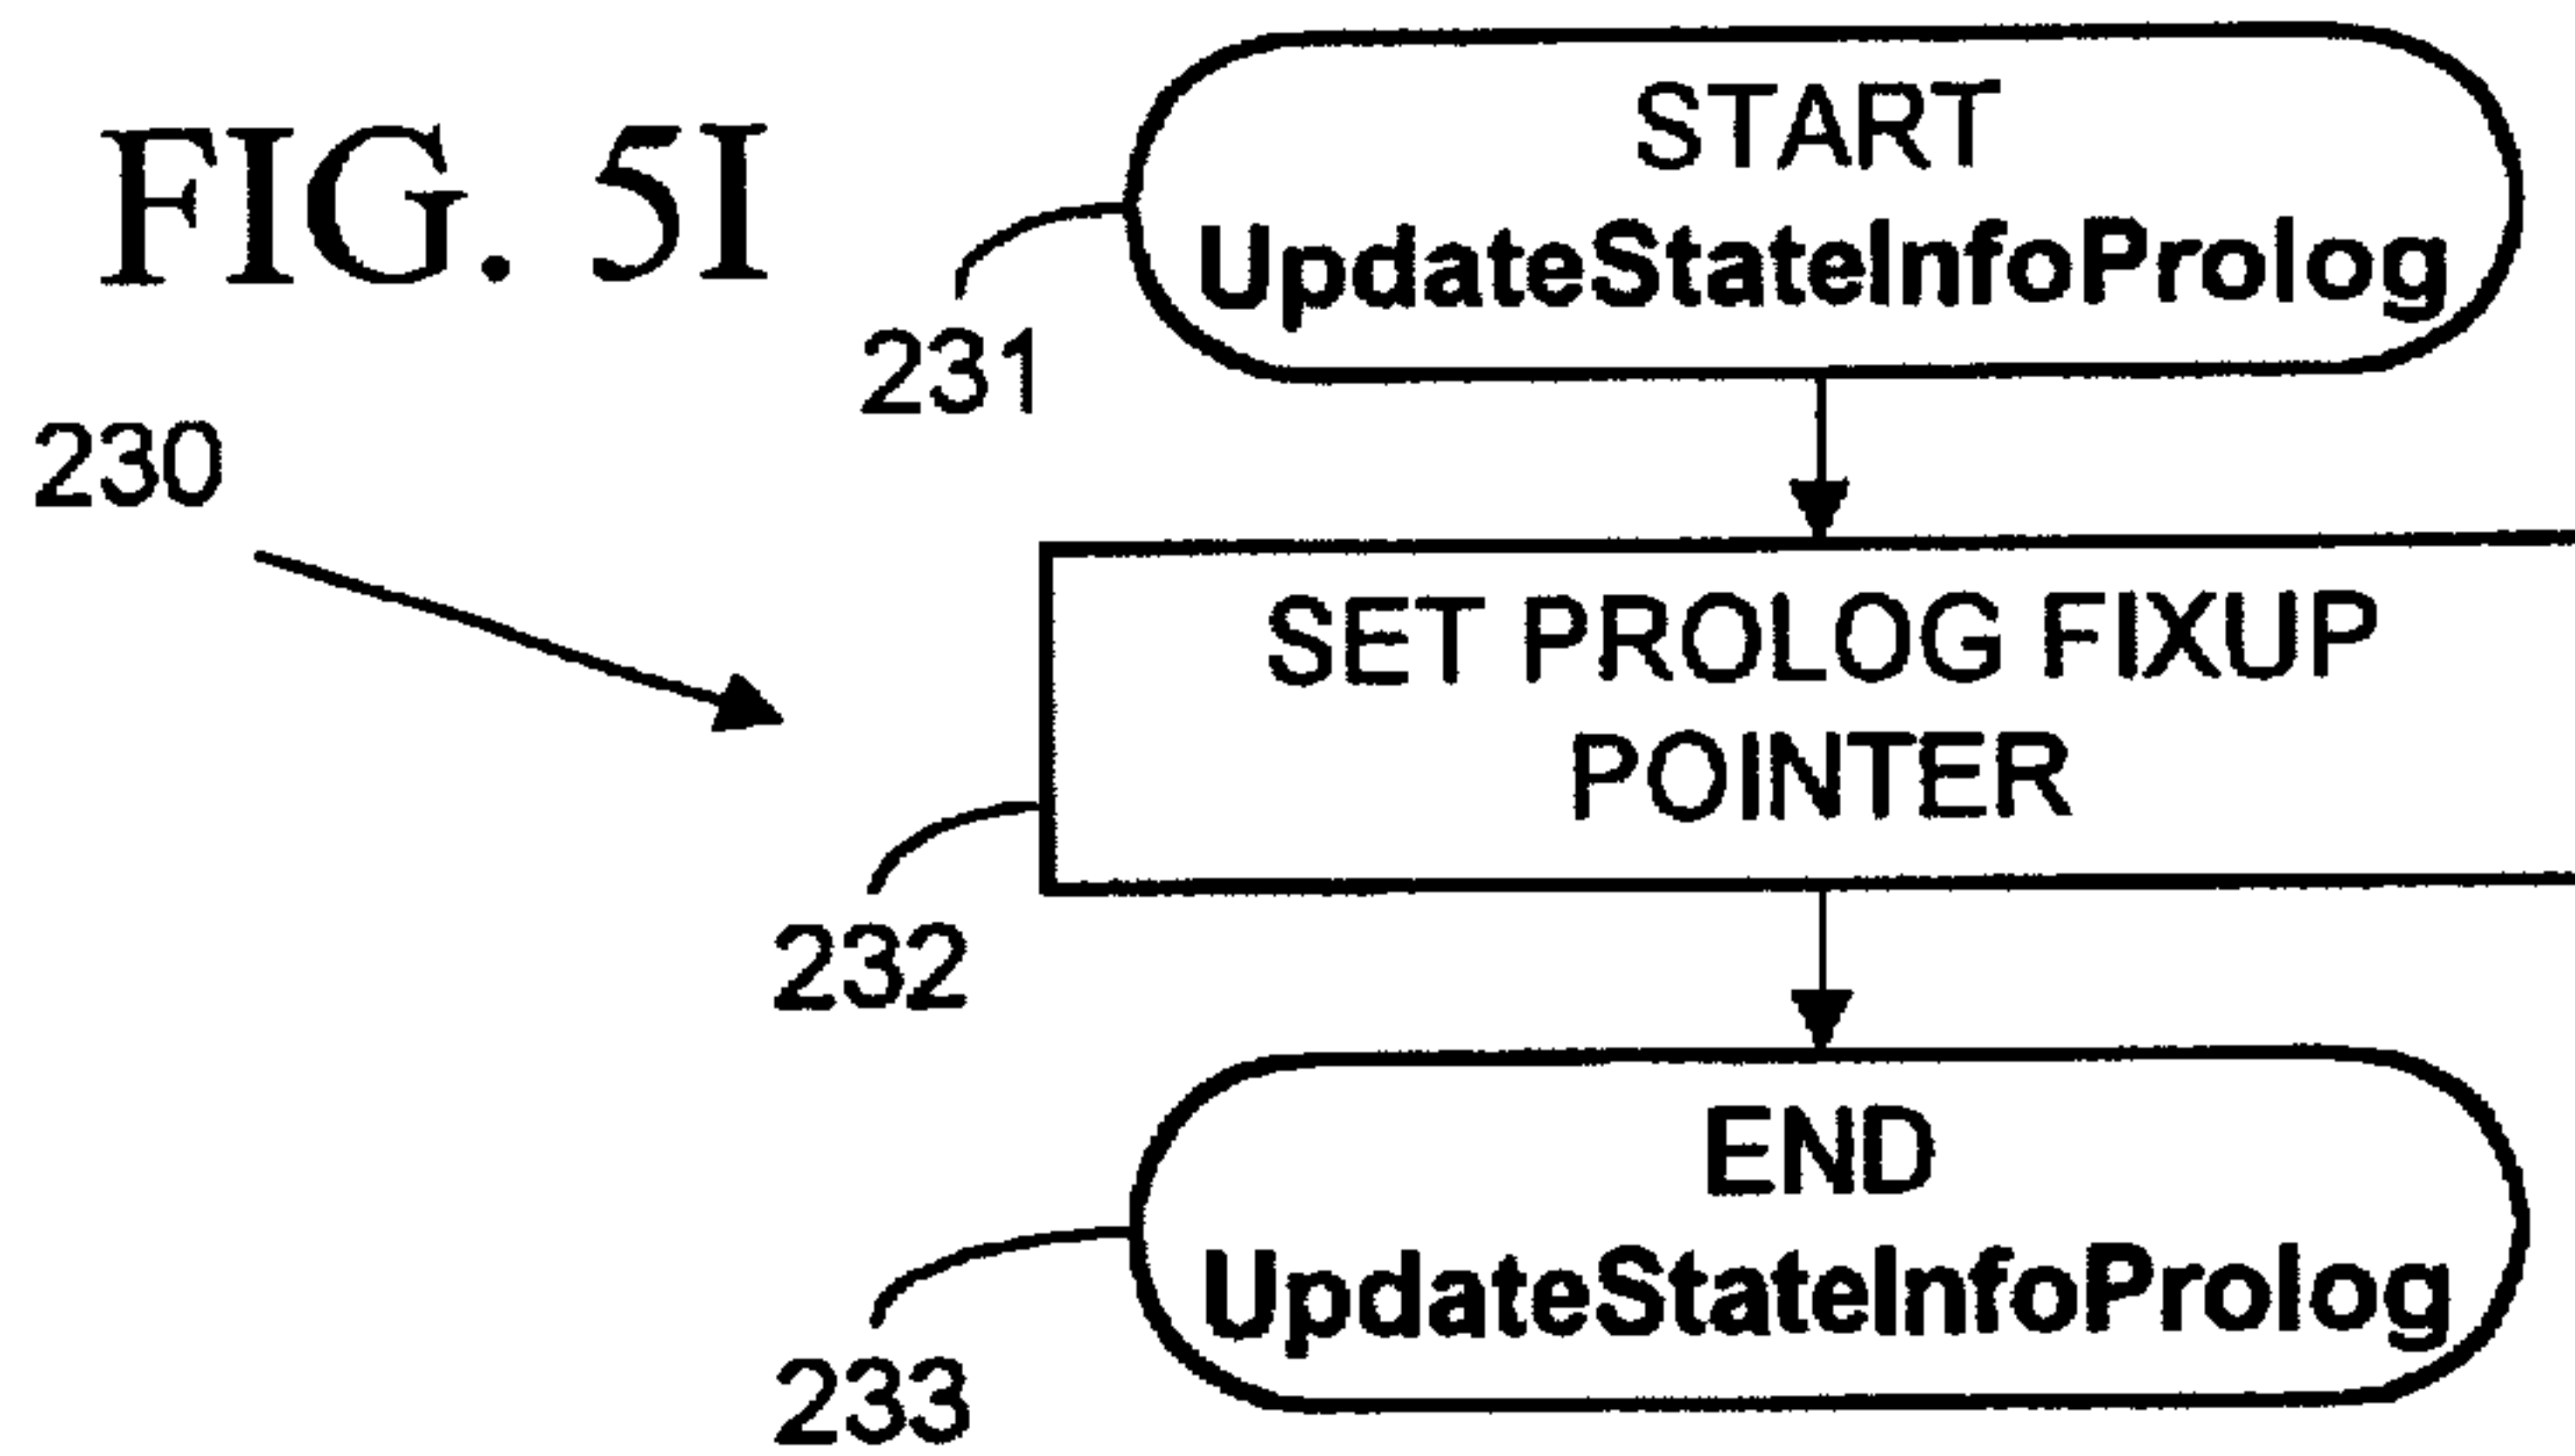 FIG. 5I
START
UpdateStateInfoProlog
231
230
SET PROLOG FIXUP
POINTER
232
END
UpdateStateInfoProlog
233